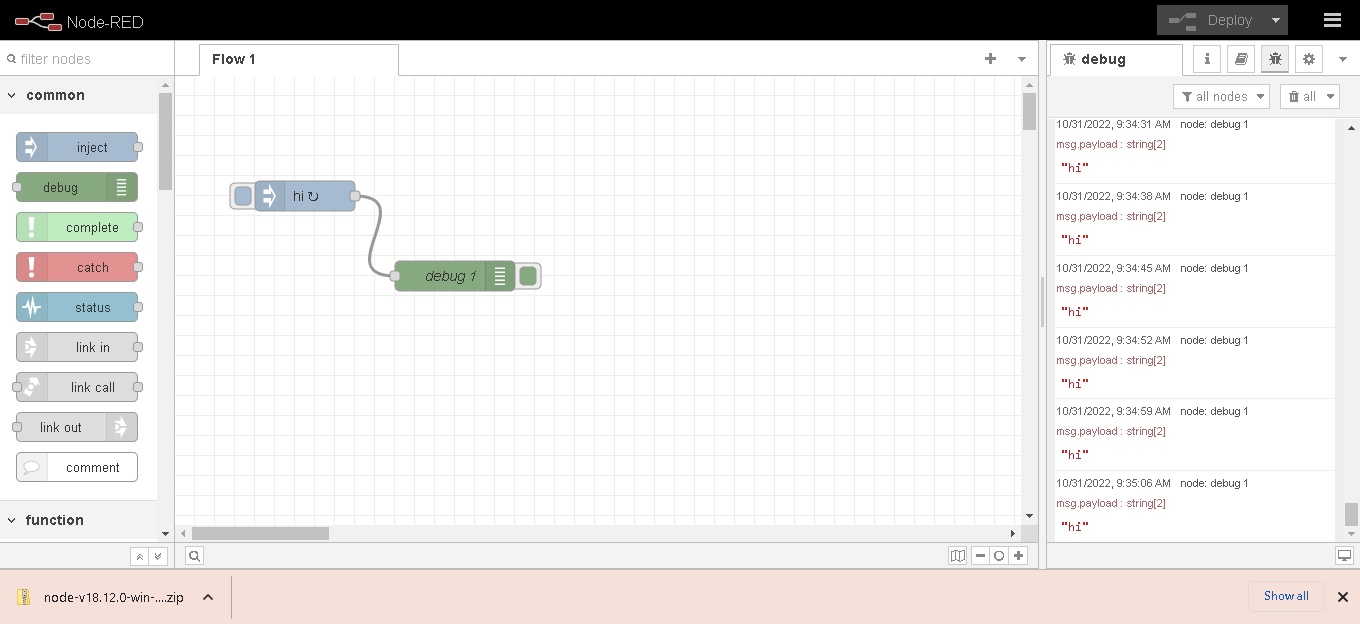 Node-RED
Deploy
filter nodes
Flow 1
debug
common
all nodes
all
inject
debug
complete
catch
status
link in
link call
link out
comment
function
hi ↻
debug 1
10/31/2022, 9:34:31 AM node: debug 1
msg.payload : string[2]
"hi"
10/31/2022, 9:34:38 AM node: debug 1
msg.payload : string[2]
"hi"
10/31/2022, 9:34:45 AM node: debug 1
msg.payload : string[2]
"hi"
10/31/2022, 9:34:52 AM node: debug 1
msg.payload : string[2]
"hi"
10/31/2022, 9:34:59 AM node: debug 1
msg.payload : string[2]
"hi"
10/31/2022, 9:35:06 AM node: debug 1
msg.payload : string[2]
"hi"
node-v18.12.0-win-....zip
Show all